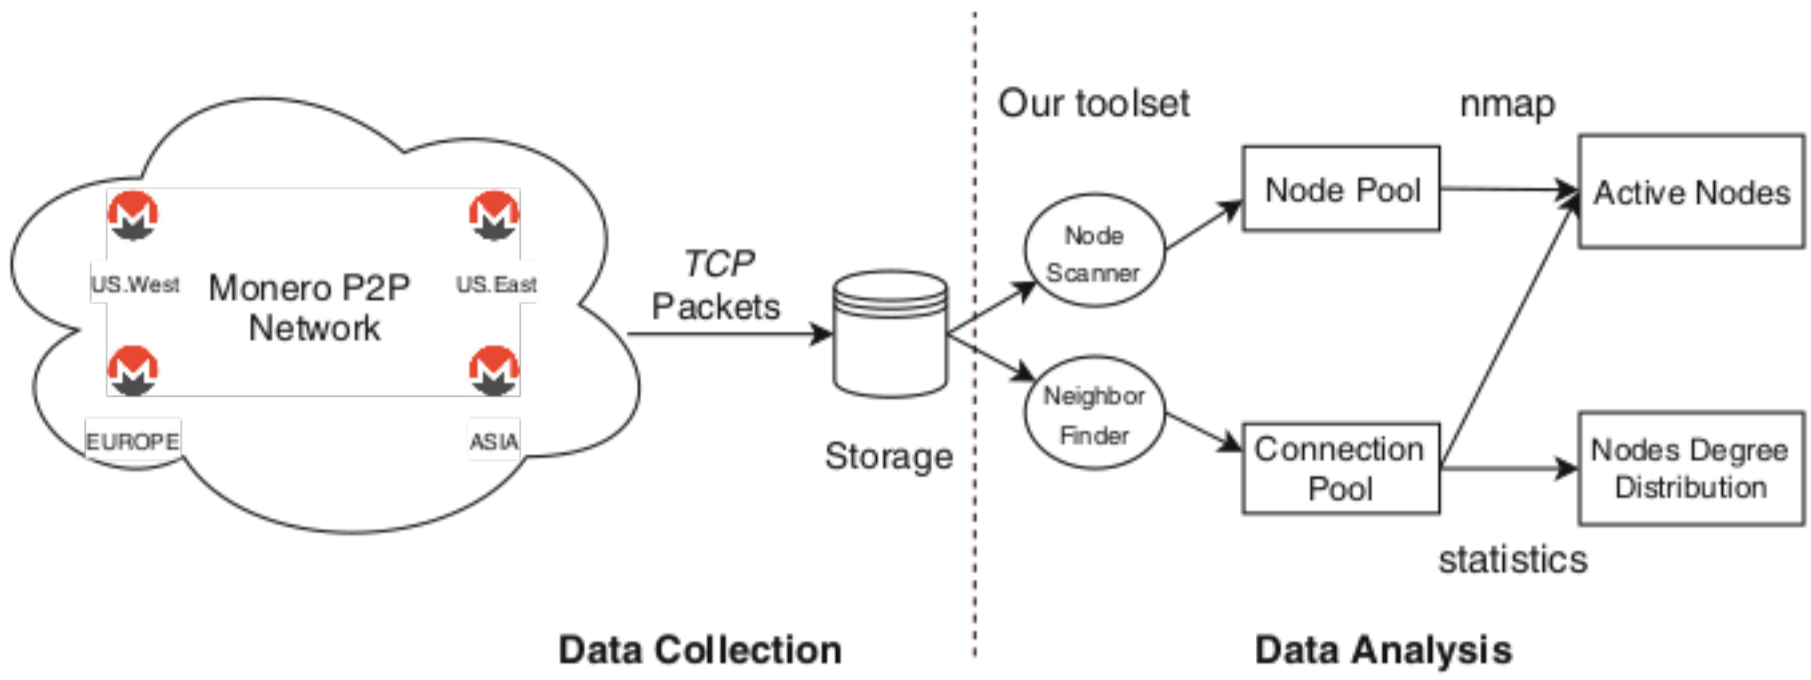 Our toolset
nmap
US.West
US.East
Monero P2P
Network
EUROPE
ASIA
TCP
Packets
Storage
Node
Scanner
Neighbor
Finder
Node Pool
Connection
Pool
Active Nodes
Nodes Degree
Distribution
statistics
Data Collection
Data Analysis